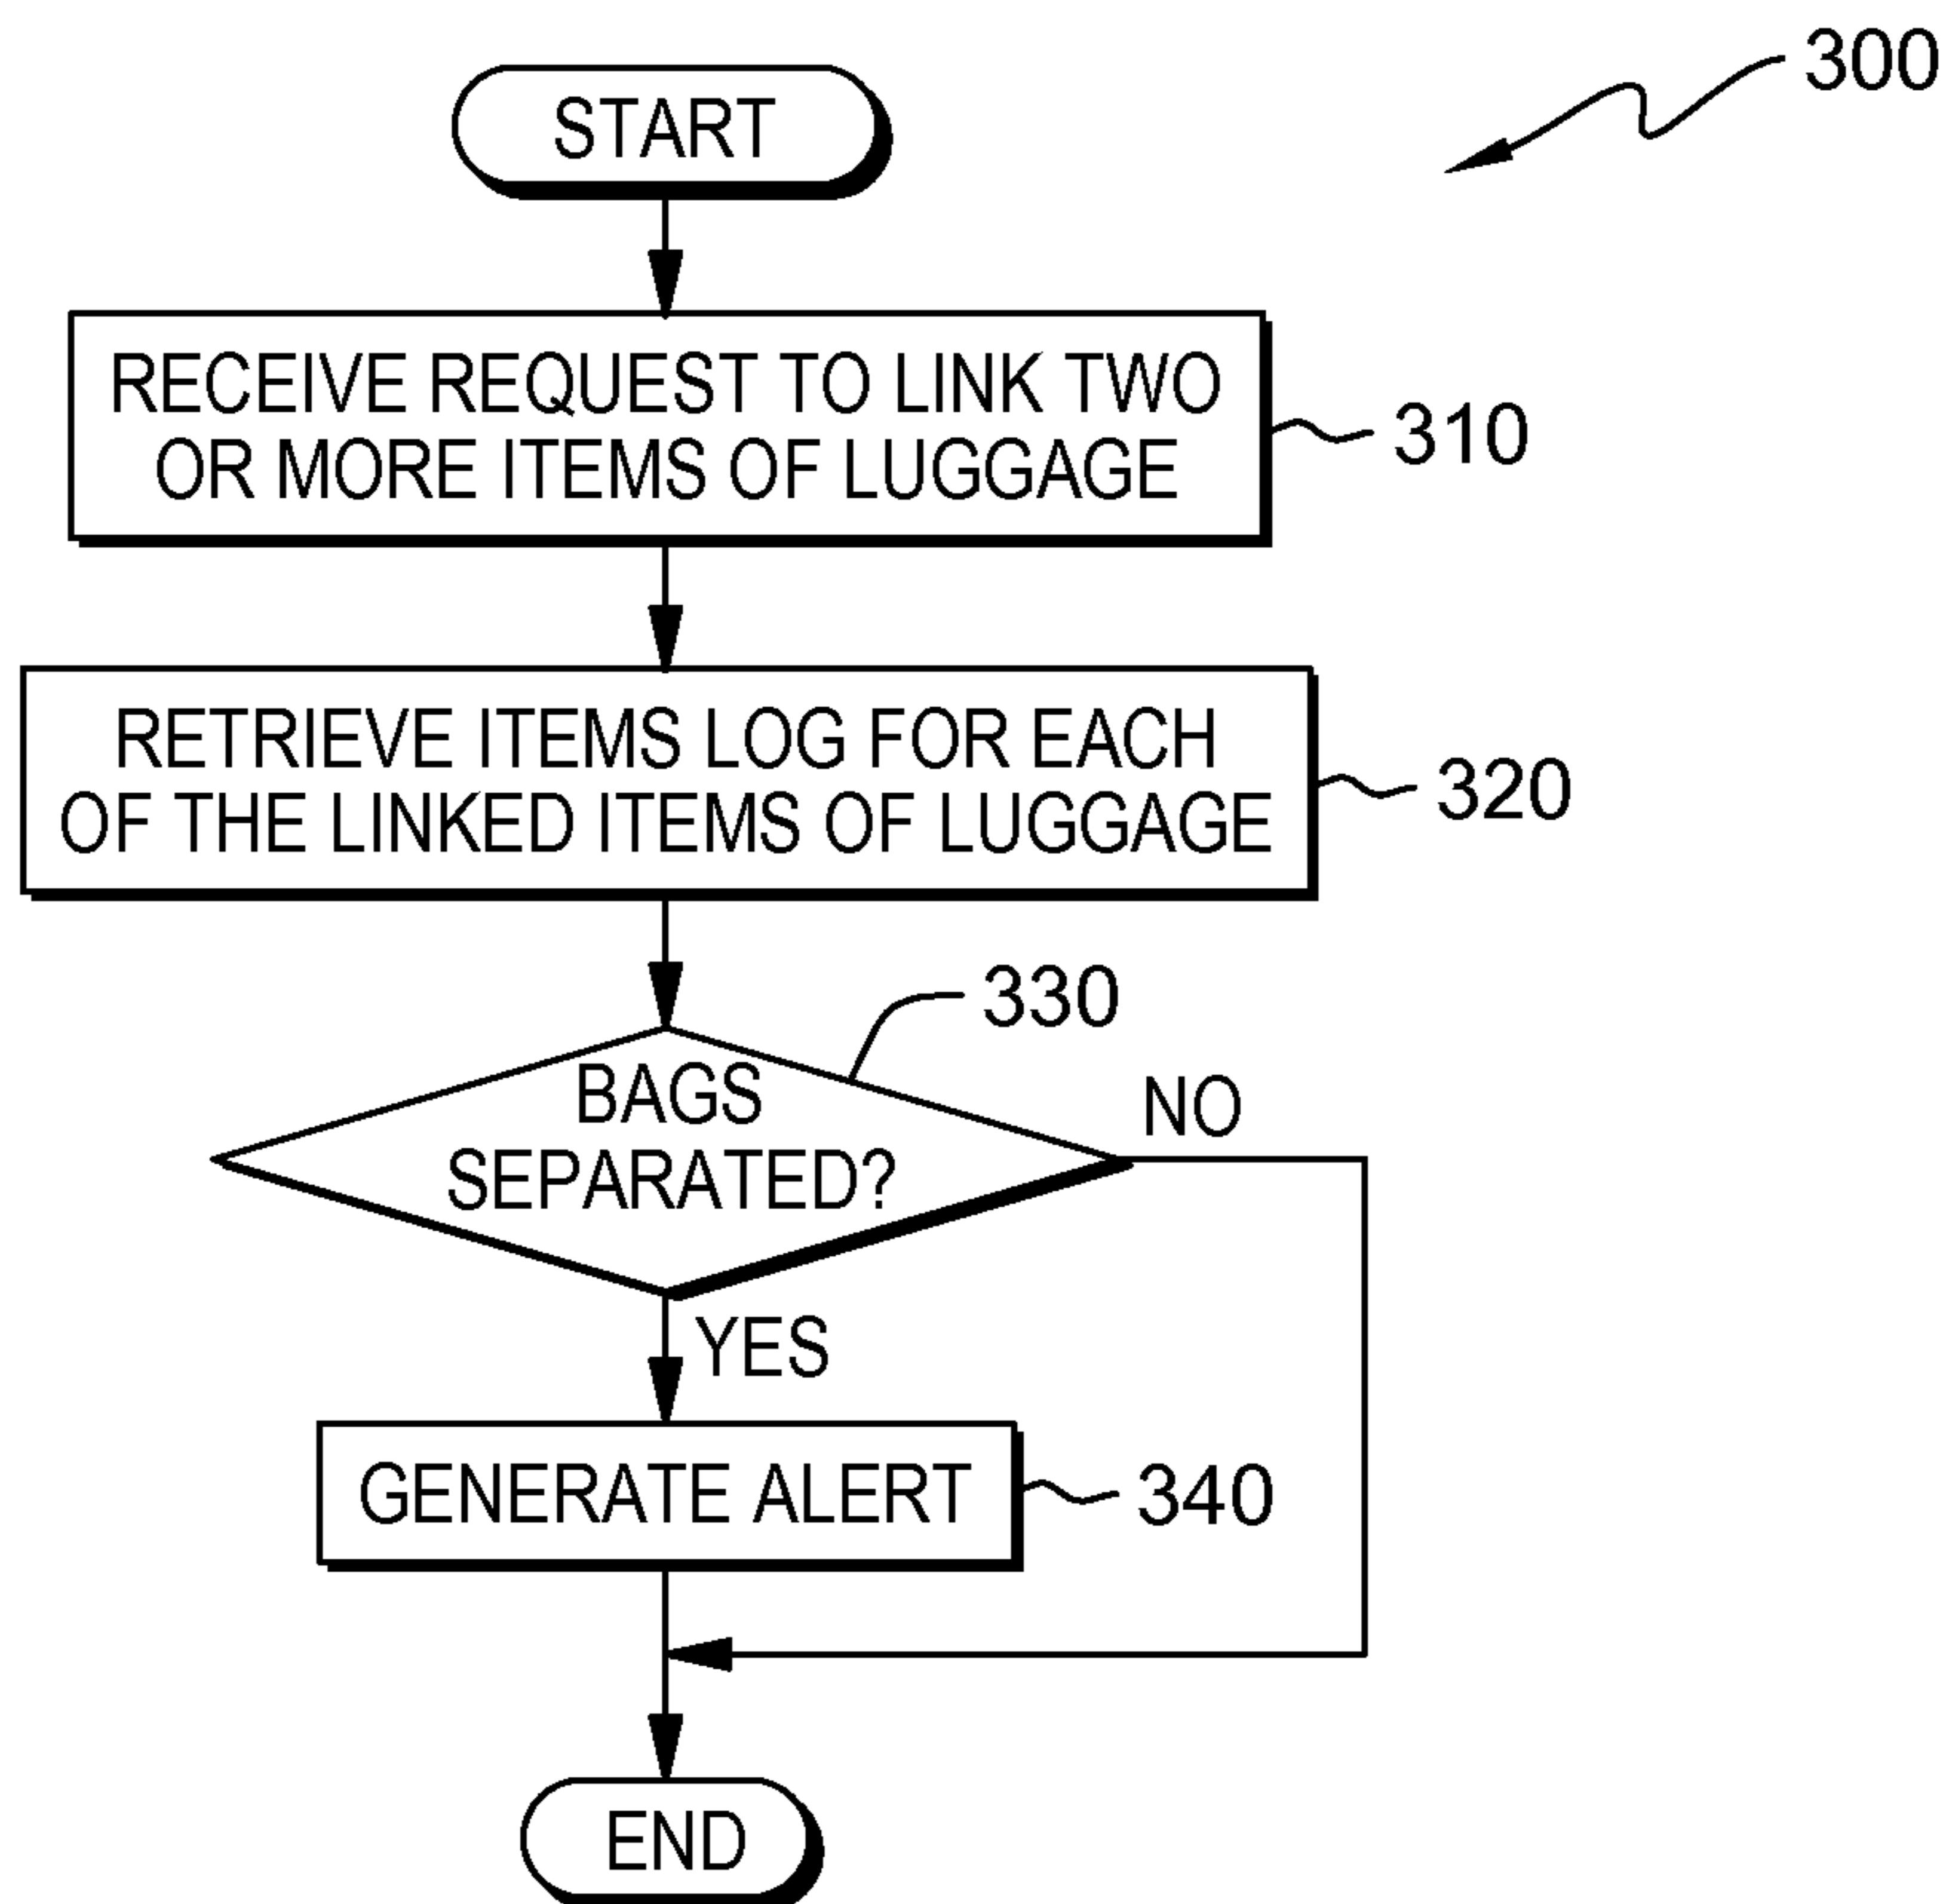 300
START
RECEIVE REQUEST TO LINK TWO
OR MORE ITEMS OF LUGGAGE
310
RETRIEVE ITEMS LOG FOR EACH
OF THE LINKED ITEMS OF LUGGAGE
320
330
BAGS
SEPARATED?
NO
YES
GENERATE ALERT
340
END